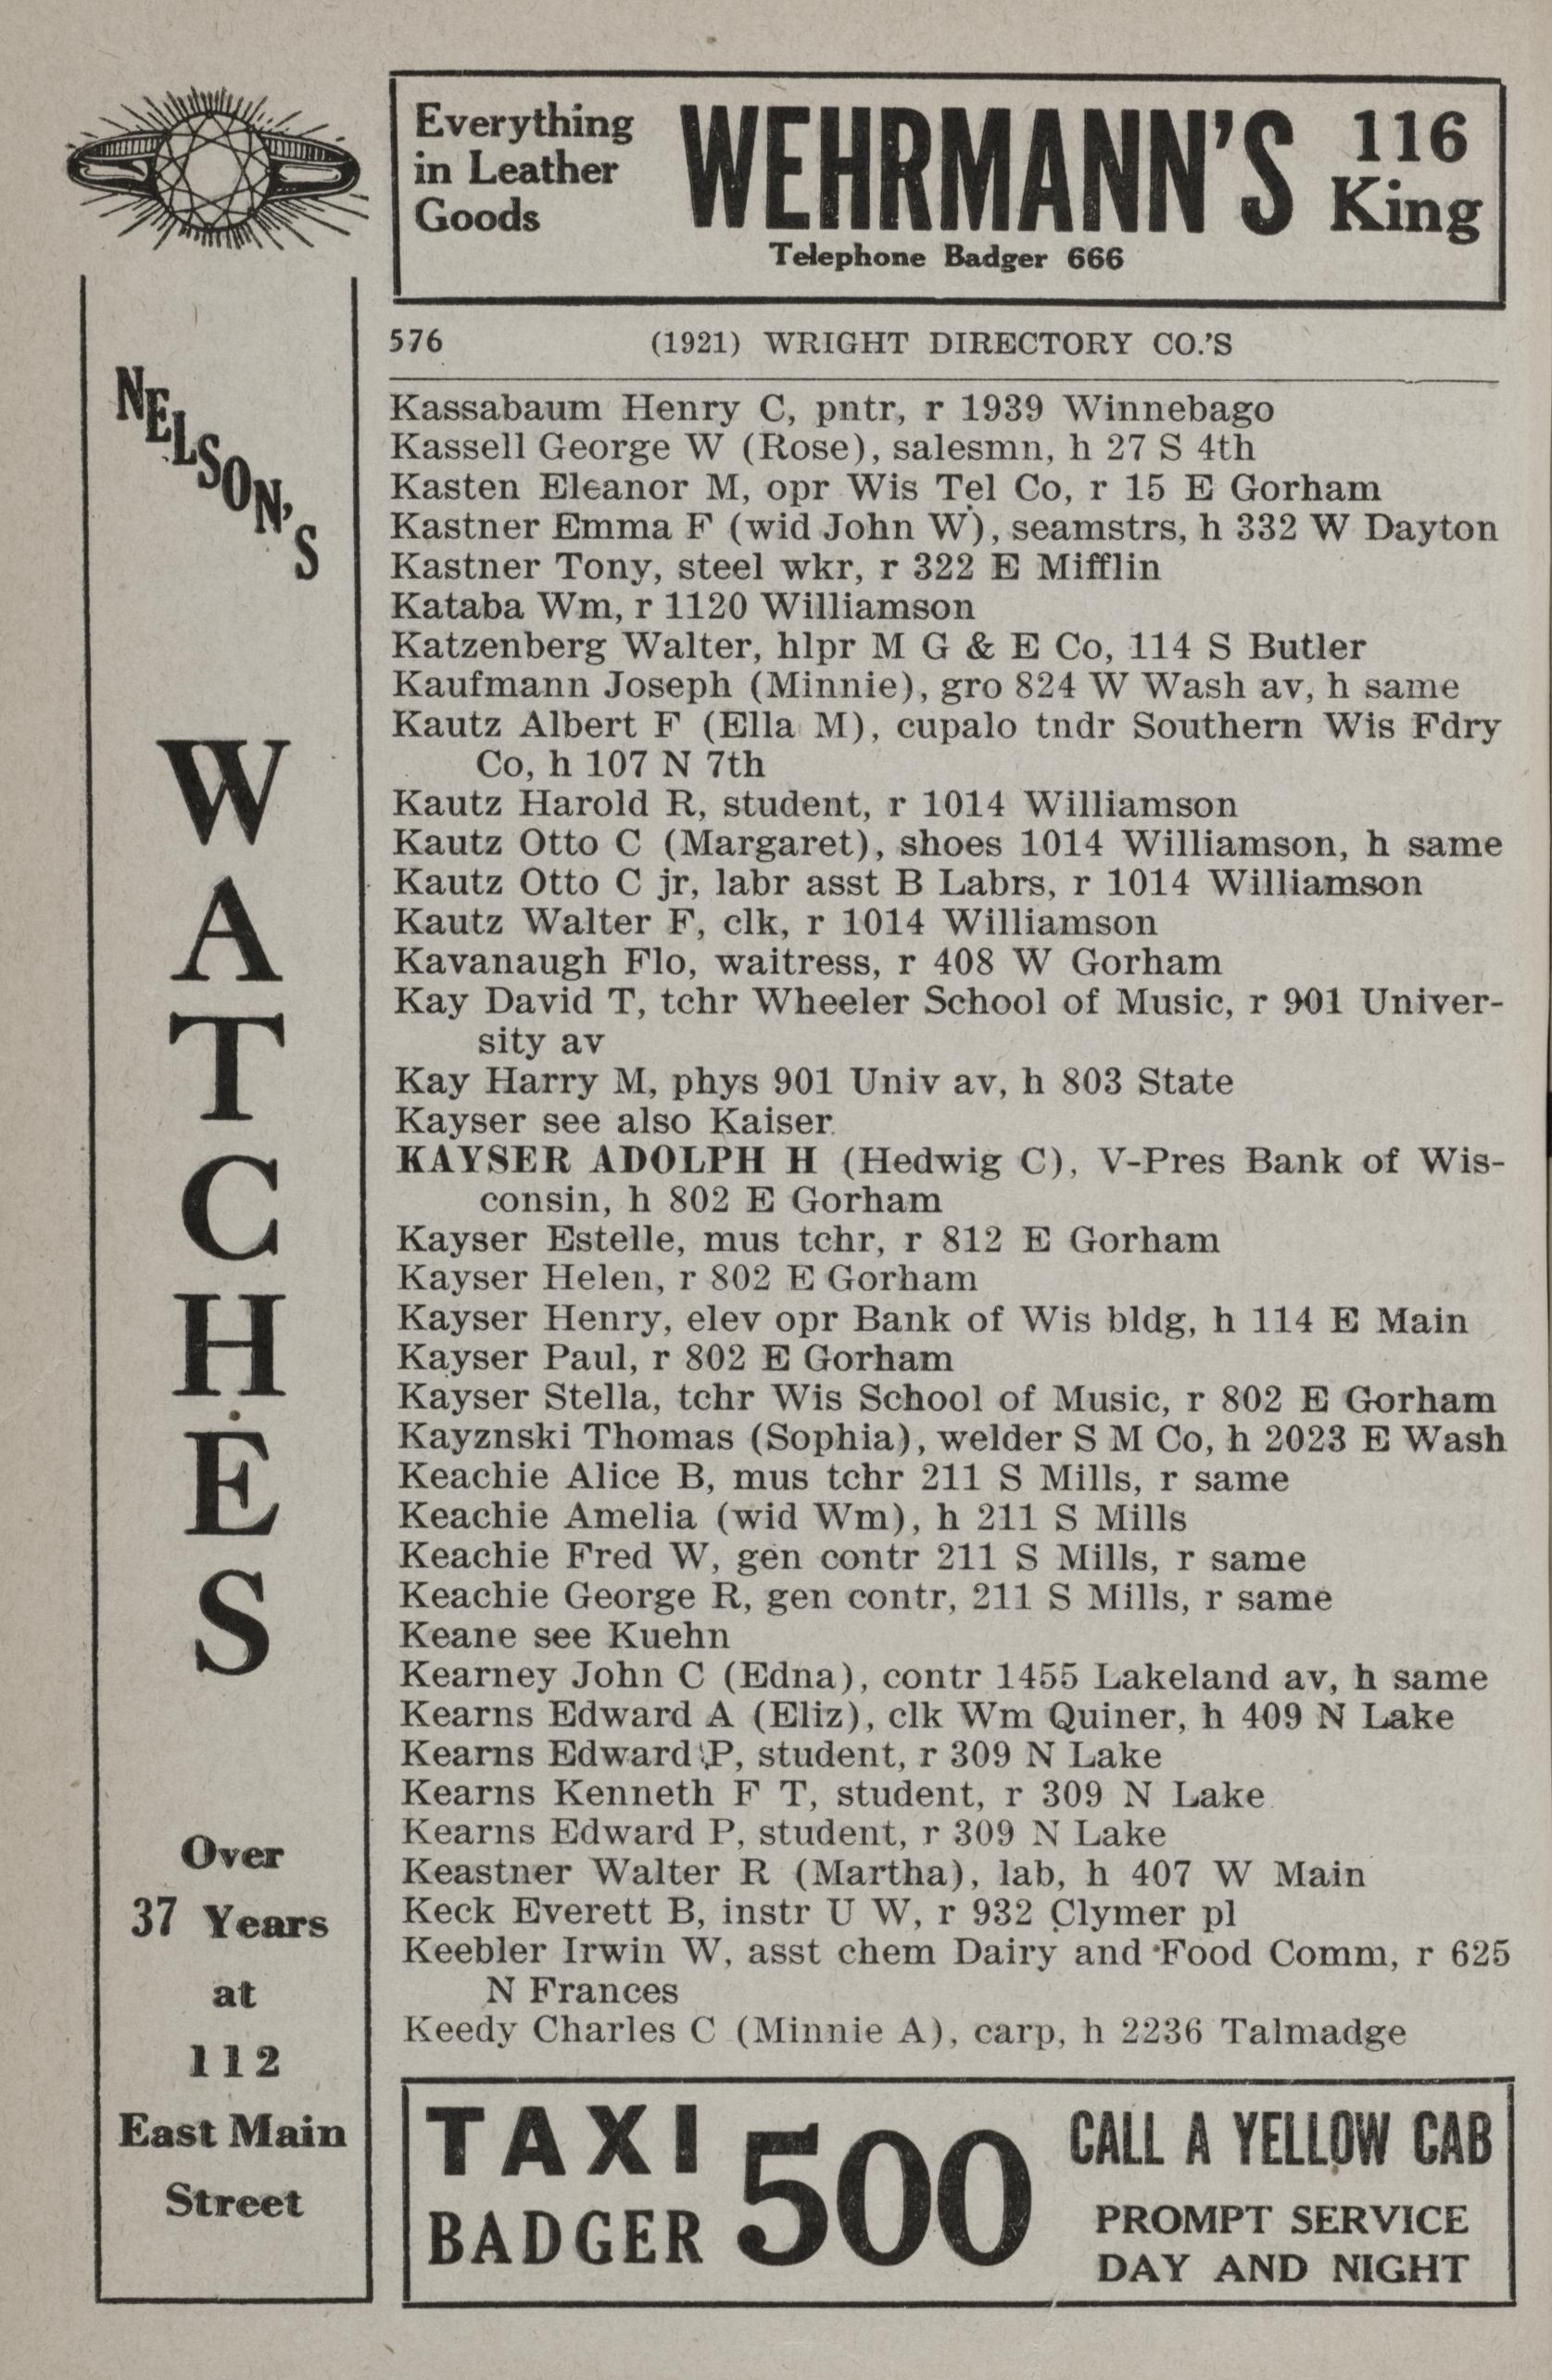 Everything
in Leather
Goods
WEHRMANN'S
116
King
Telephone Badger 666
NELSON'S
WATCHES
Over
37 Years
at
112
East Main
Street
576 (1921) WRIGHT DIRECTORY CO.'S
Kassabaum Henry C, pntr, r 1939 Winnebago
Kassell George W (Rose), salesmn, h 27 S 4th
Kasten Eleanor M, opr Wis Tel Co, r 15 E Gorham
Kastner Emma F (wid John W), seamstrs, h 332 W Dayton
Kastner Tony, steel wkr, r 322 E Mifflin
Kataba Wm, r 1120 Williamson
Katzenberg Walter, hlpr M G & E Co, 114 S Butler
Kaufmann Joseph (Minnie), gro 824 W Wash av, h same
Kautz Albert F (Ella M), cupalo tndr Southern Wis Fdry
Co, h 107 N 7th
Kautz Harold R, student, r 1014 Williamson
Kautz Otto C (Margaret), shoes 1014 Williamson, h same
Kautz Otto C jr, labr asst B Labrs, r 1014 Williamson
Kautz Walter F, clk, r 1014 Williamson
Kavanaugh Flo, waitress, r 408 W Gorham
Kay David T, tchr Wheeler School of Music, r 901 Univer-
sity av
Kay Harry M, phys 901 Univ av, h 803 State
Kayser see also Kaiser
KAYSER ADOLPH H (Hedwig C), V-Pres Bank of Wis-
consin, h 802 E Gorham
Kayser Estelle, mus tchr, r 812 E Gorham
Kayser Helen, r 802 E Gorham
Kayser Henry, elev opr Bank of Wis bldg, h 114 E Main
Kayser Paul, r 802 E Gorham
Kayser Stella, tchr Wis School of Music, r 802 E Gorham
Kayznski Thomas (Sophia), welder S M Co, h 2023 E Wash
Keachie Alice B, mus tchr 211 S Mills, r same
Keachie Amelia (wid Wm), h 211 S Mills
Keachie Fred W, gen contr 211 S Mills, r same
Keachie George R, gen contr, 211 S Mills, r same
Keane see Kuehn
Kearney John C (Edna), contr 1455 Lakeland av, h same
Kearns Edward A (Eliz), clk Wm Quiner, h 409 N Lake
Kearns Edward P, student, r 309 N Lake
Kearns Kenneth F T, student, r 309 N Lake
Kearns Edward P, student, r 309 N Lake
Keastner Walter R (Martha), lab, h 407 W Main
Keck Everett B, instr U W, r 932 Clymer pl
Keebler Irwin W, asst chem Dairy and Food Comm, r 625
N Frances
Keedy Charles C (Minnie A), carp, h 2236 Talmadge
TAXI
BADGER
500
CALL A YELLOW CAB
PROMPT SERVICE
DAY AND NIGHT